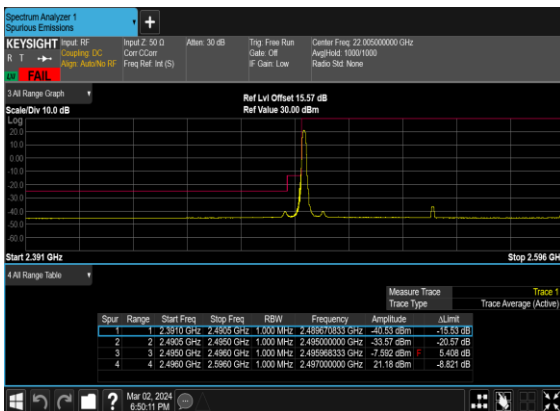 Spectrum Analyzer 1
Spurious Emissions
KEYSIGHT Input: RF Input Z: 50 Ω Atten: 30 dB Trig: Free Run Center Freq: 22.005000000 GHz
R T Coupling: DC Corr CCorr Gate: Off Avg|Hold: 1000/1000
Align: Auto/No RF Freq Ref: Int (S) IF Gain: Low Radio Std: None
LV FAIL
3 All Range Graph
Ref Lvl Offset 15.57 dB
Scale/Div 10.0 dB Ref Value 30.00 dBm
Log
20.0
10.0
0.00
-10.0
-20.0
-30.0
-40.0
-50.0
-60.0
Start 2.391 GHz Stop 2.596 GH
4 All Range Table
Measure Trace Trace 1
Trace Type Trace Average (Active)
Spur Range Start Freq Stop Freq RBW Frequency Amplitude ΔLimit
1 1 2.3910 GHz 2.4905 GHz 1.000 MHz 2.489670833 GHz -40.53 dBm -15.53 dB
2 2 2.4905 GHz 2.4950 GHz 1.000 MHz 2.495000000 GHz -33.57 dBm -20.57 dB
3 3 2.4950 GHz 2.4960 GHz 1.000 MHz 2.495968333 GHz -7.592 dBm F 5.408 dB
4 4 2.4960 GHz 2.5960 GHz 1.000 MHz 2.497000000 GHz 21.18 dBm -8.821 dB
Mar 02, 2024
6:50:11 PM